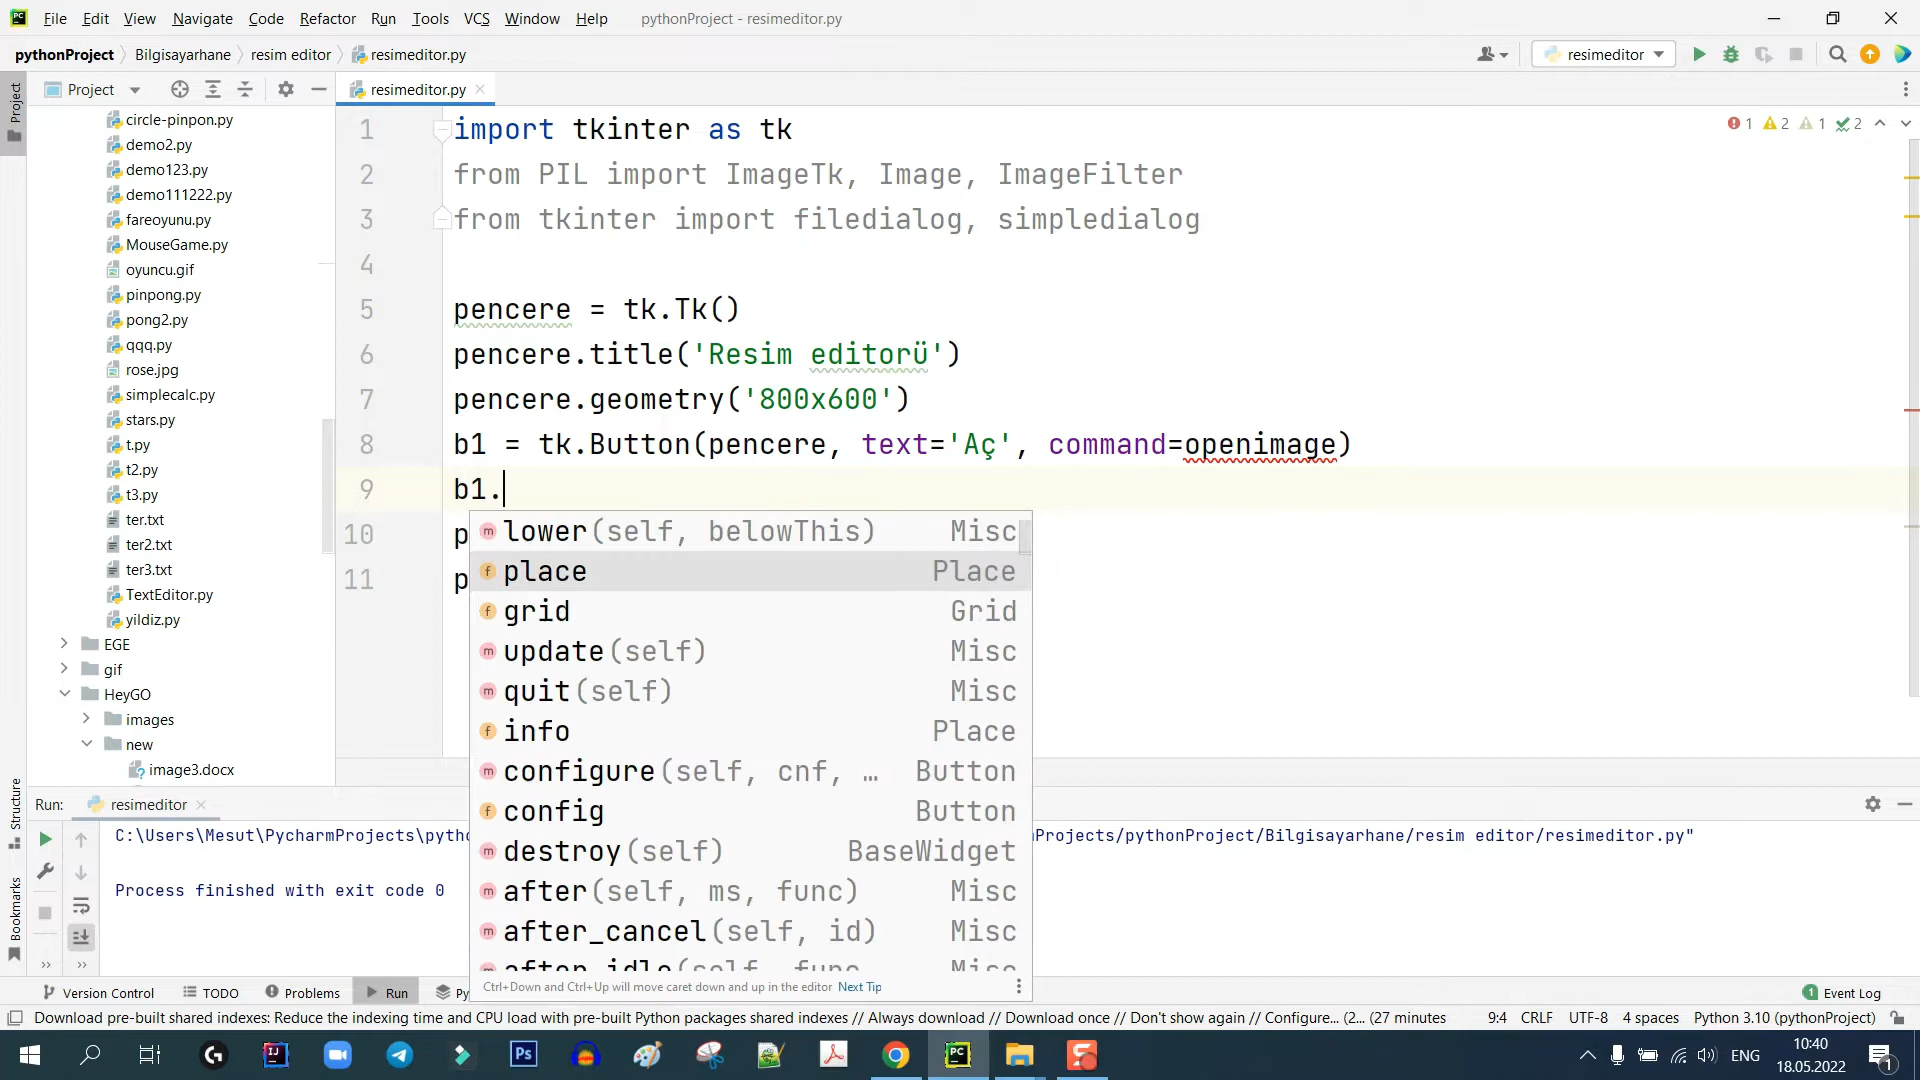 File Edit View Navigate Code Refactor Run Tools VCS Window Help pythonProject - resimeditor.py
pythonProject Bilgisayarhane resim editor resimeditor.py resimeditor
Project resimeditor.py
Project
circle-pinpon.py
demo2.py
demo123.py
demo111222.py
fareoyunu.py
MouseGame.py
oyuncu.gif
pinpong.py
pong2.py
qqq.py
rose.jpg
simplecalc.py
stars.py
t.py
t2.py
t3.py
ter.txt
ter2.txt
ter3.txt
TextEditor.py
yildiz.py
EGE
gif
HeyGO
images
new
image3.docx
1 2 1 2
1 import tkinter as tk
2 from PIL import ImageTk, Image, ImageFilter
3 from tkinter import filedialog, simpledialog
4
5 pencere = tk.Tk()
6 pencere.title('Resim editorü')
7 pencere.geometry('800x600')
8 b1 = tk.Button(pencere, text='Aç', command=openimage)
9 b1.
10 p
11 p
lower(self, belowThis) Misc
place Place
grid Grid
update(self) Misc
quit(self) Misc
info Place
configure(self, cnf, … Button
config Button
destroy(self) BaseWidget
after(self, ms, func) Misc
after_cancel(self, id) Misc
after_idle(self, func Misc
Ctrl+Down and Ctrl+Up will move caret down and up in the editor Next Tip
Structure
Bookmarks
Run: resimeditor
C:\Users\Mesut\PycharmProjects\pytho
Projects/pythonProject/Bilgisayarhane/resim editor/resimeditor.py"
Process finished with exit code 0
Version Control TODO Problems Run Py 1 Event Log
Download pre-built shared indexes: Reduce the indexing time and CPU load with pre-built Python packages shared indexes // Always download // Download once // Don't show again // Configure... (2... (27 minutes 9:4 CRLF UTF-8 4 spaces Python 3.10 (pythonProject)
ENG
10:40
18.05.2022
1